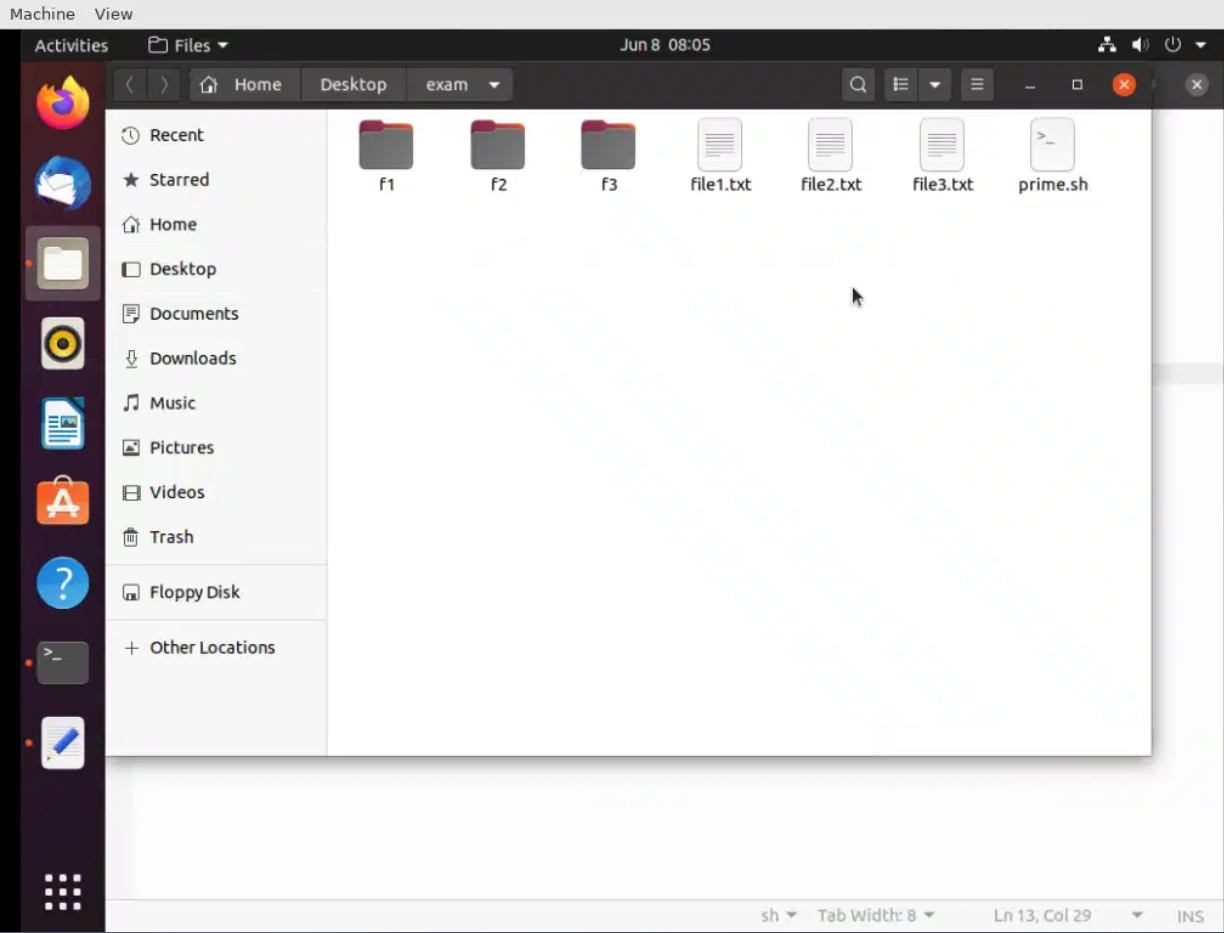 Machine View
Activities Files Jun 8 08:05
Home Desktop exam
Recent
Starred
Home
Desktop
Documents
Downloads
Music
Pictures
Videos
Trash
Floppy Disk
+ Other Locations
f1 f2 f3 file1.txt file2.txt file3.txt prime.sh
sh Tab Width: 8 Ln 13, Col 29 INS